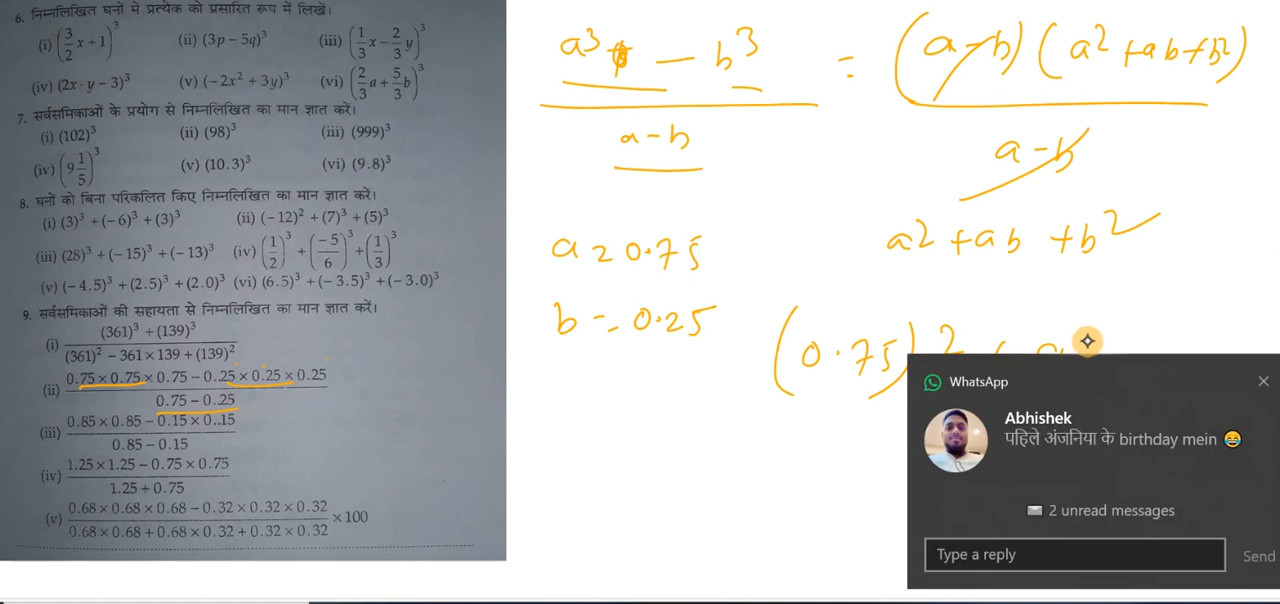 6. निम्नलिखित घनों में प्रत्येक को प्रसारित रूप में लिखें।
(i) (3/2 x + 1)³ (ii) (3p − 5q)³ (iii) (1/3 x − 2/3 y)³
(iv) (2x · y − 3)³ (v) (−2x² + 3y)³ (vi) (2/3 a + 5/3 b)³
7. सर्वसमिकाओं के प्रयोग से निम्नलिखित का मान ज्ञात करें।
(i) (102)³ (ii) (98)³ (iii) (999)³
(iv) (9 1/5)³ (v) (10.3)³ (vi) (9.8)³
8. घनों को बिना परिकलित किए निम्नलिखित का मान ज्ञात करें।
(i) (3)³ + (−6)³ + (3)³ (ii) (−12)² + (7)³ + (5)³
(iii) (28)³ + (−15)³ + (−13)³ (iv) (1/2)³ + (−5/6)³ + (1/3)³
(v) (−4.5)³ + (2.5)³ + (2.0)³ (vi) (6.5)³ + (−3.5)³ + (−3.0)³
9. सर्वसमिकाओं की सहायता से निम्नलिखित का मान ज्ञात करें।
(i) (361)³ + (139)³ / (361)² − 361 × 139 + (139)²
(ii) 0.75 × 0.75 × 0.75 − 0.25 × 0.25 × 0.25 / 0.75 − 0.25
(iii) 0.85 × 0.85 − 0.15 × 0..15 / 0.85 − 0.15
(iv) 1.25 × 1.25 − 0.75 × 0.75 / 1.25 + 0.75
(v) 0.68 × 0.68 × 0.68 − 0.32 × 0.32 × 0.32 / 0.68 × 0.68 + 0.68 × 0.32 + 0.32 × 0.32 × 100
a³ − b³ / a − b = (a − b) (a² + ab + b²) / a − b
a² + ab + b²
a = 0.75
b = 0.25
(0.75)²
WhatsApp
Abhishek
पहिले अंजनिया के birthday mein 😂
2 unread messages
Type a reply
Send